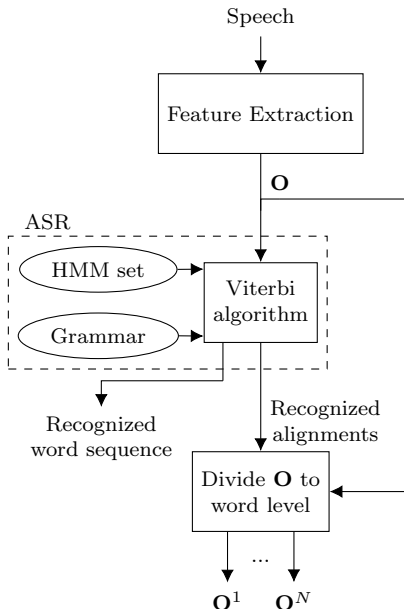 Speech
Feature Extraction
O
ASR
HMM set
Viterbi
algorithm
Grammar
Recognized
word sequence
Recognized
alignments
Divide O to
word level
...
O¹ O^N